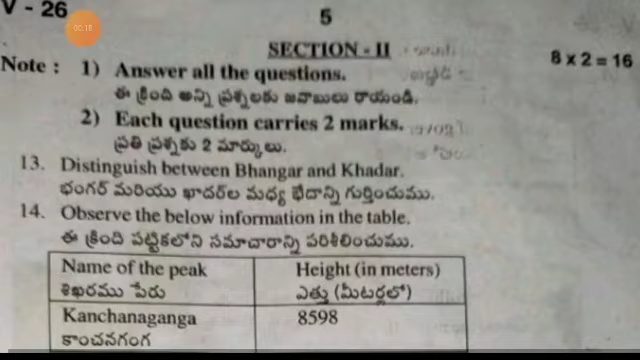 V - 26
00:18
5
SECTION - II
8 x 2 = 16
Note : 1) Answer all the questions.
ఈ క్రింది అన్ని ప్రశ్నలకు జవాబులు రాయండి.
2) Each question carries 2 marks.
ప్రతి ప్రశ్నకు 2 మార్కులు.
13. Distinguish between Bhangar and Khadar.
భంగర్ మరియు ఖాదర్‌ల మధ్య భేదాన్ని గుర్తించుము.
14. Observe the below information in the table.
ఈ క్రింది పట్టికలోని సమాచారాన్ని పరిశీలించుము.
Name of the peak Height (in meters)
శిఖరము పేరు ఎత్తు (మీటర్లలో)
Kanchanaganga 8598
కాంచనగంగ